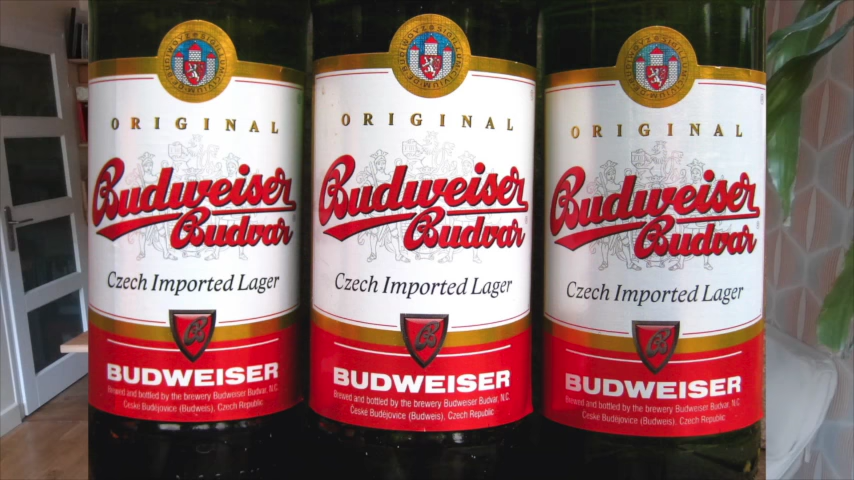 ORIGINAL
Budweiser
Budvar
Czech Imported Lager
B
BUDWEISER
Brewed and bottled by the brewery Budweiser Budvar, N.C.
České Budějovice (Budweis), Czech Republic
ORIGINAL
Budweiser
Budvar
Czech Imported Lager
B
BUDWEISER
Brewed and bottled by the brewery Budweiser Budvar, N.C.
České Budějovice (Budweis), Czech Republic
ORIGINAL
Budweiser
Budvar
Czech Imported Lager
B
BUDWEISER
Brewed and bottled by the brewery Budweiser Budvar, N.C.
České Budějovice (Budweis), Czech Republic